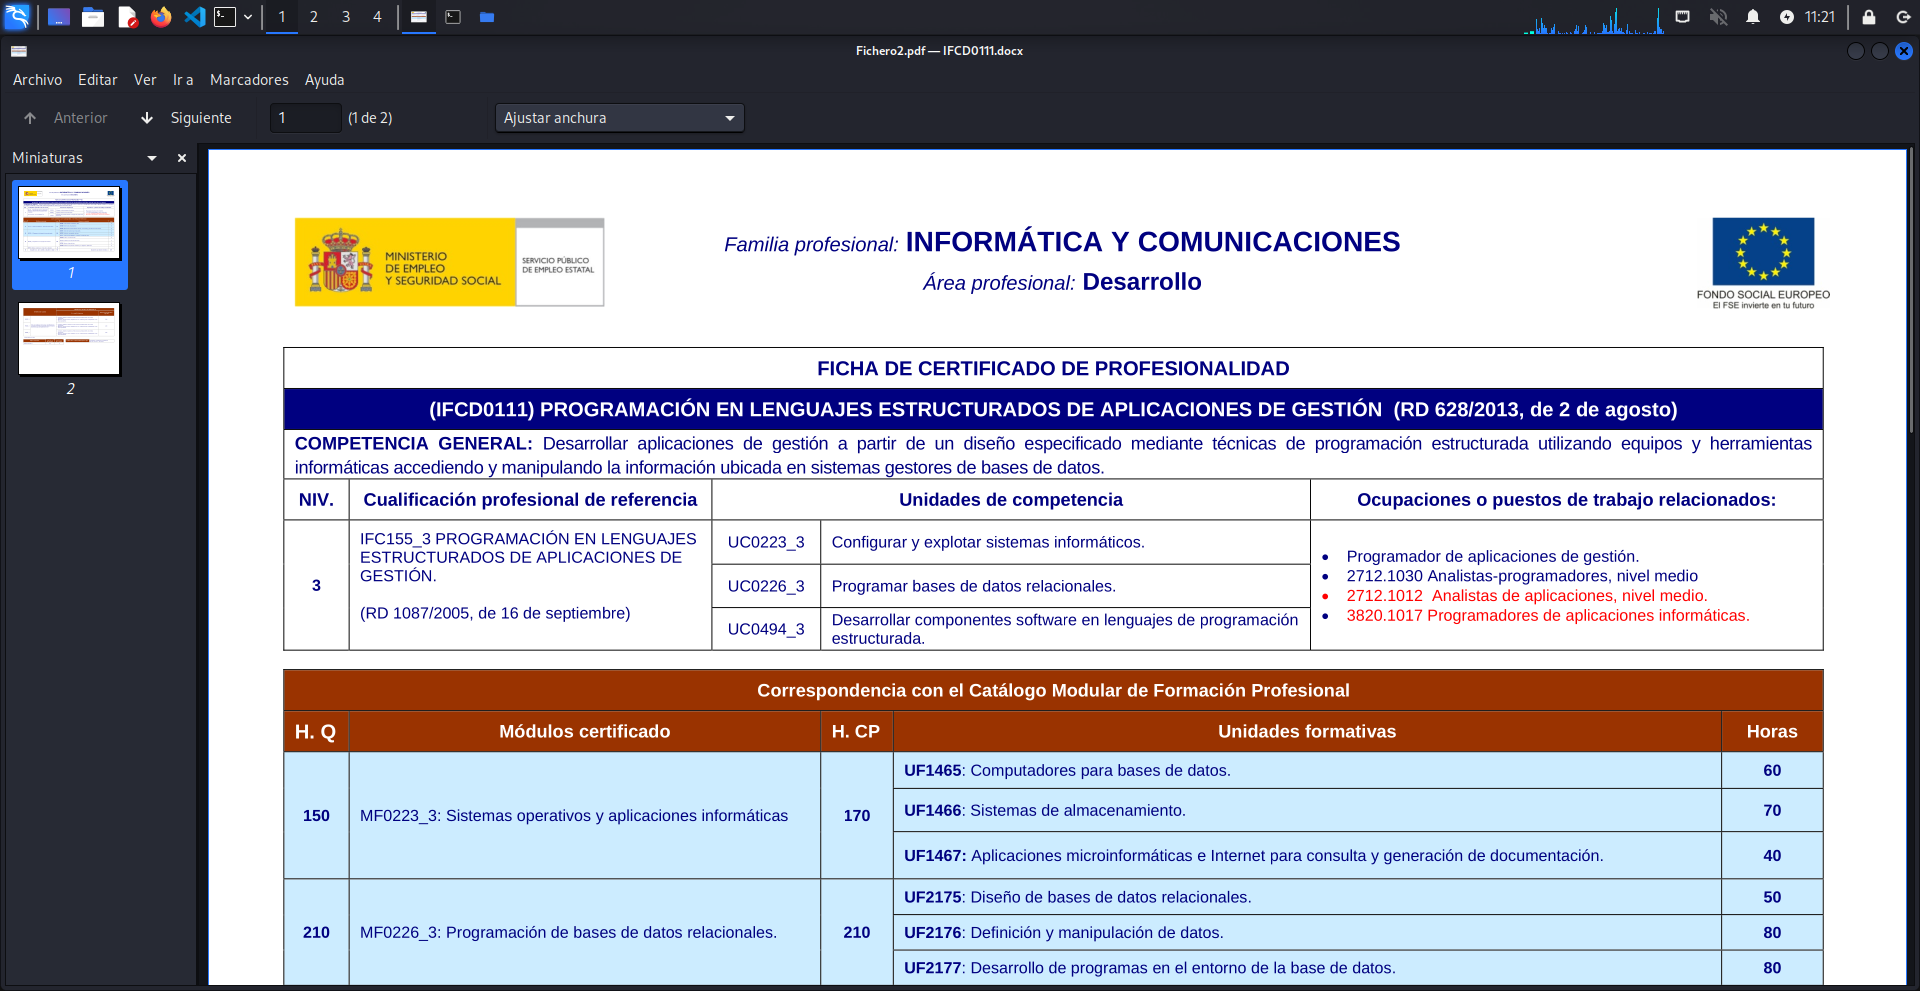 1 2 3 4 11:21
Fichero2.pdf — IFCD0111.docx
Archivo Editar Ver Ir a Marcadores Ayuda
Anterior Siguiente 1 (1 de 2) Ajustar anchura
Miniaturas
1
2
MINISTERIO
DE EMPLEO
Y SEGURIDAD SOCIAL
SERVICIO PÚBLICO
DE EMPLEO ESTATAL
Familia profesional: INFORMÁTICA Y COMUNICACIONES
Área profesional: Desarrollo
FONDO SOCIAL EUROPEO
El FSE invierte en tu futuro
FICHA DE CERTIFICADO DE PROFESIONALIDAD
(IFCD0111) PROGRAMACIÓN EN LENGUAJES ESTRUCTURADOS DE APLICACIONES DE GESTIÓN (RD 628/2013, de 2 de agosto)
COMPETENCIA GENERAL: Desarrollar aplicaciones de gestión a partir de un diseño especificado mediante técnicas de programación estructurada utilizando equipos y herramientas
informáticas accediendo y manipulando la información ubicada en sistemas gestores de bases de datos.
NIV. Cualificación profesional de referencia Unidades de competencia Ocupaciones o puestos de trabajo relacionados:
3
IFC155_3 PROGRAMACIÓN EN LENGUAJES
ESTRUCTURADOS DE APLICACIONES DE
GESTIÓN.
(RD 1087/2005, de 16 de septiembre)
UC0223_3 Configurar y explotar sistemas informáticos.
UC0226_3 Programar bases de datos relacionales.
UC0494_3 Desarrollar componentes software en lenguajes de programación
estructurada.
• Programador de aplicaciones de gestión.
• 2712.1030 Analistas-programadores, nivel medio
• 2712.1012 Analistas de aplicaciones, nivel medio.
• 3820.1017 Programadores de aplicaciones informáticas.
Correspondencia con el Catálogo Modular de Formación Profesional
H. Q Módulos certificado H. CP Unidades formativas Horas
150 MF0223_3: Sistemas operativos y aplicaciones informáticas 170
UF1465: Computadores para bases de datos. 60
UF1466: Sistemas de almacenamiento. 70
UF1467: Aplicaciones microinformáticas e Internet para consulta y generación de documentación. 40
210 MF0226_3: Programación de bases de datos relacionales. 210
UF2175: Diseño de bases de datos relacionales. 50
UF2176: Definición y manipulación de datos. 80
UF2177: Desarrollo de programas en el entorno de la base de datos. 80